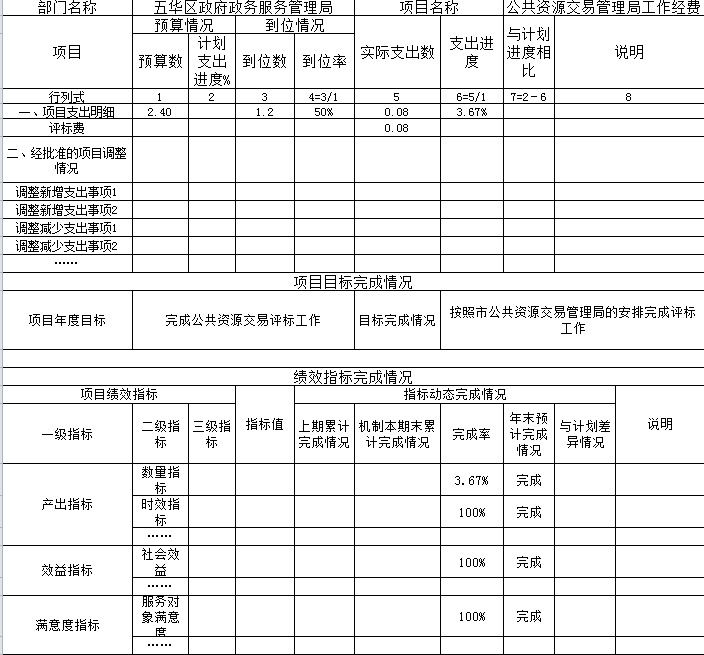 部门名称 五华区政府政务服务管理局 项目名称 公共资源交易管理局工作经费
项目 预算情况 到位情况 实际支出数 支出进度 与计划进度相比 说明
预算数 计划支出进度% 到位数 到位率
行列式 1 2 3 4=3/1 5 6=5/1 7=2-6 8
一、项目支出明细 2.40 1.2 50% 0.08 3.67%
评标费 0.08
二、经批准的项目调整情况
调整新增支出事项1
调整新增支出事项2
调整减少支出事项1
调整减少支出事项2
……
项目目标完成情况
项目年度目标 完成公共资源交易评标工作 目标完成情况 按照市公共资源交易管理局的安排完成评标工作
绩效指标完成情况
项目绩效指标 指标值 指标动态完成情况 说明
一级指标 二级指标 三级指标 上期累计完成情况 机制本期末累计完成情况 完成率 年末预计完成情况 与计划差异情况
产出指标 数量指标 3.67% 完成
时效指标 100% 完成
……
效益指标 社会效益 100% 完成
……
满意度指标 服务对象满意度 100% 完成
……